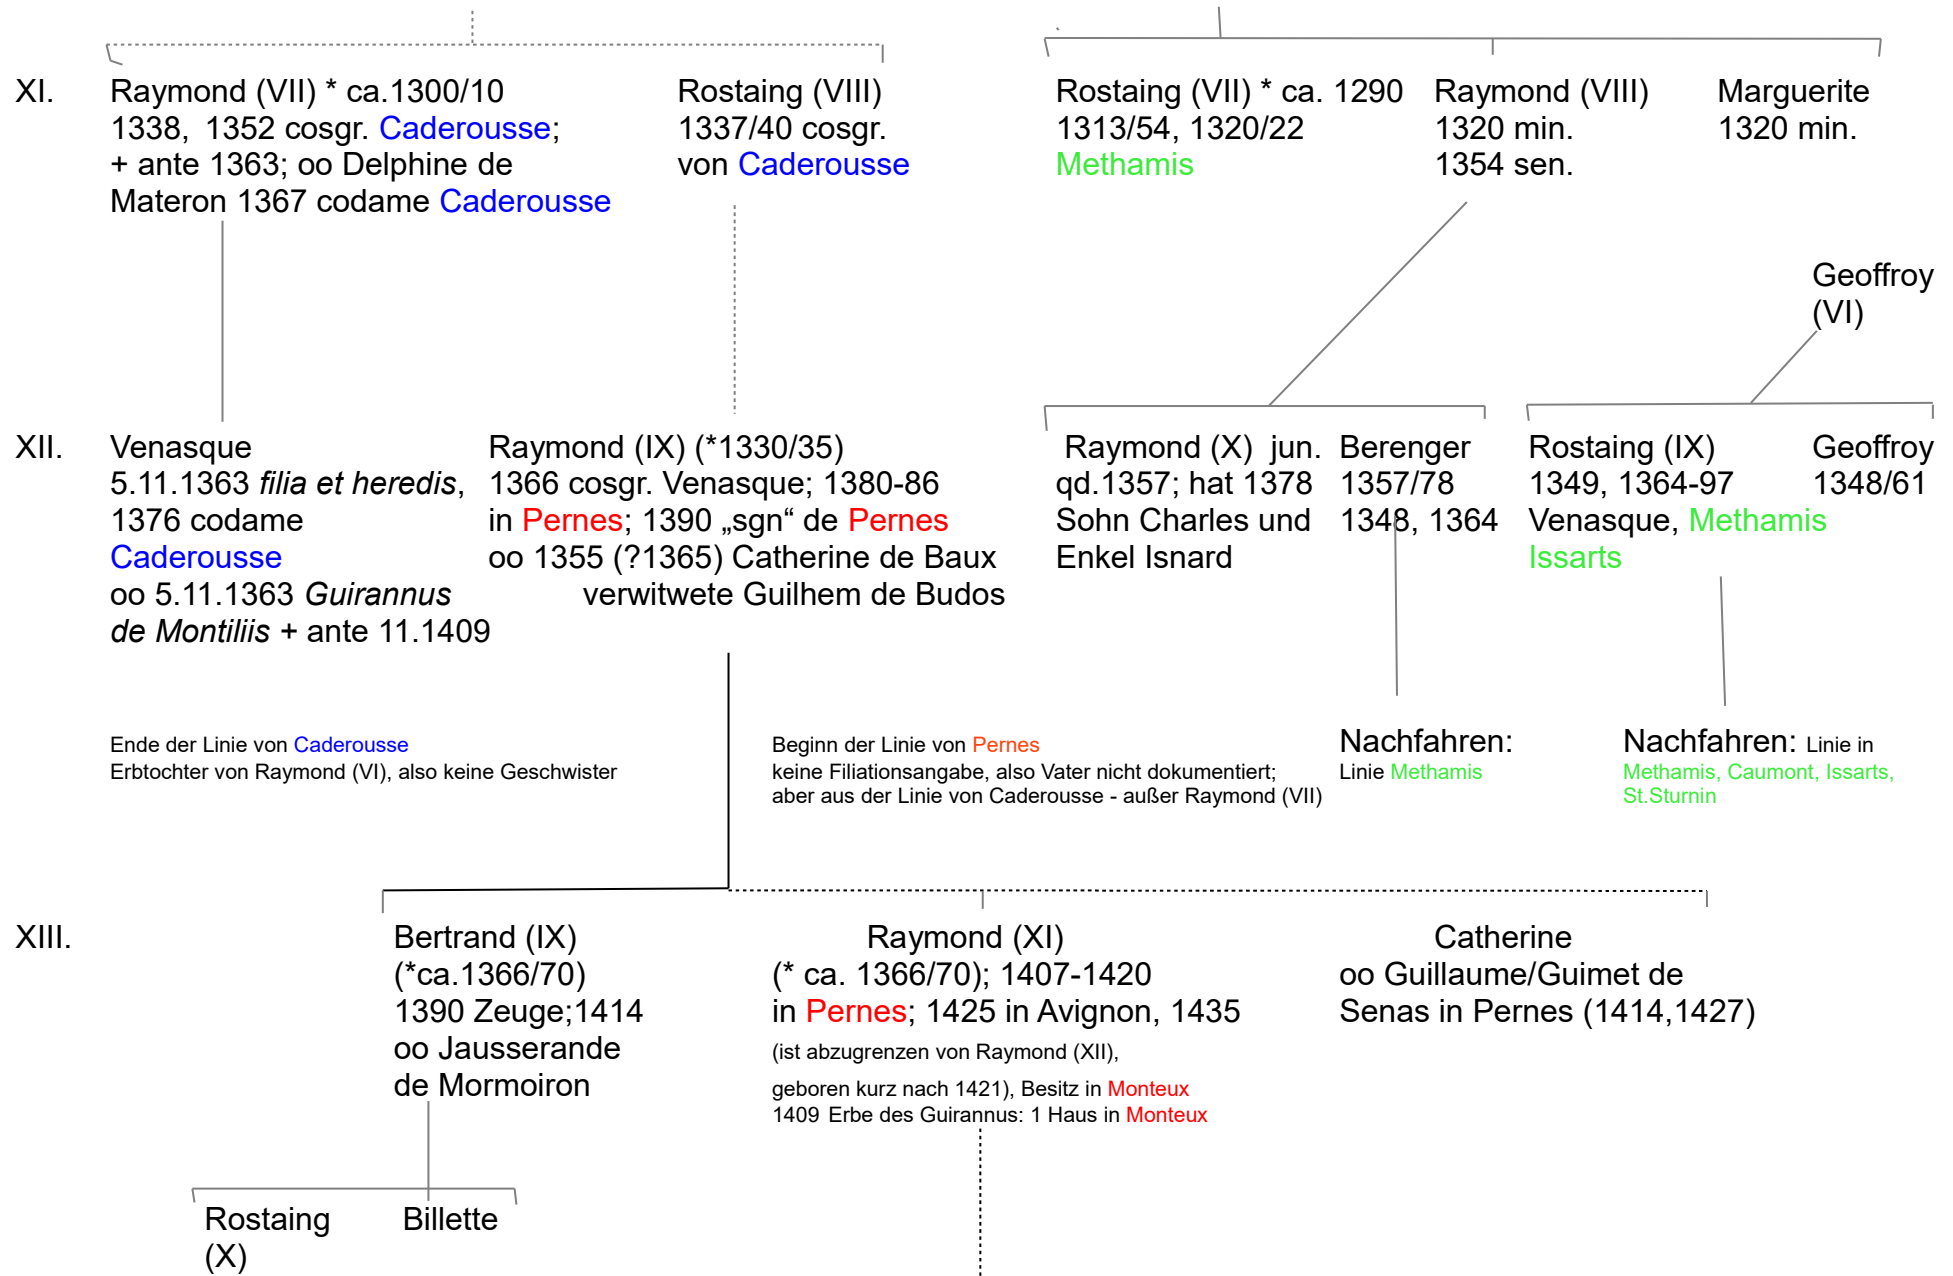 XI.
Raymond (VII) * ca.1300/10
1338, 1352 cosgr. Caderousse;
+ ante 1363; oo Delphine de
Materon 1367 codame Caderousse
Rostaing (VIII)
1337/40 cosgr.
von Caderousse
Rostaing (VII) * ca. 1290
1313/54, 1320/22
Methamis
Raymond (VIII)
1320 min.
1354 sen.
Marguerite
1320 min.
Geoffroy
(VI)
XII.
Venasque
5.11.1363 filia et heredis,
1376 codame
Caderousse
oo 5.11.1363 Guirannus
de Montiliis + ante 11.1409
Raymond (IX) (*1330/35)
1366 cosgr. Venasque; 1380-86
in Pernes; 1390 „sgn“ de Pernes
oo 1355 (?1365) Catherine de Baux
verwitwete Guilhem de Budos
Raymond (X) jun.
qd.1357; hat 1378
Sohn Charles und
Enkel Isnard
Berenger
1357/78
1348, 1364
Rostaing (IX)
1349, 1364-97
Venasque, Methamis
Issarts
Geoffroy
1348/61
Ende der Linie von Caderousse
Erbtochter von Raymond (VI), also keine Geschwister
Beginn der Linie von Pernes
keine Filiationsangabe, also Vater nicht dokumentiert;
aber aus der Linie von Caderousse - außer Raymond (VII)
Nachfahren:
Linie Methamis
Nachfahren: Linie in
Methamis, Caumont, Issarts,
St.Sturnin
XIII.
Bertrand (IX)
(*ca.1366/70)
1390 Zeuge;1414
oo Jausserande
de Mormoiron
Raymond (XI)
(* ca. 1366/70); 1407-1420
in Pernes; 1425 in Avignon, 1435
(ist abzugrenzen von Raymond (XII),
geboren kurz nach 1421), Besitz in Monteux
1409 Erbe des Guirannus: 1 Haus in Monteux
Catherine
oo Guillaume/Guimet de
Senas in Pernes (1414,1427)
Rostaing
(X)
Billette